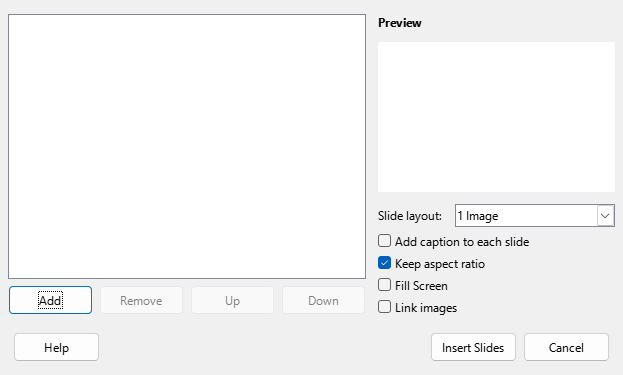 Preview
Slide layout: 1 Image
Add caption to each slide
Keep aspect ratio
Fill Screen
Link images
Add Remove Up Down
Help Insert Slides Cancel